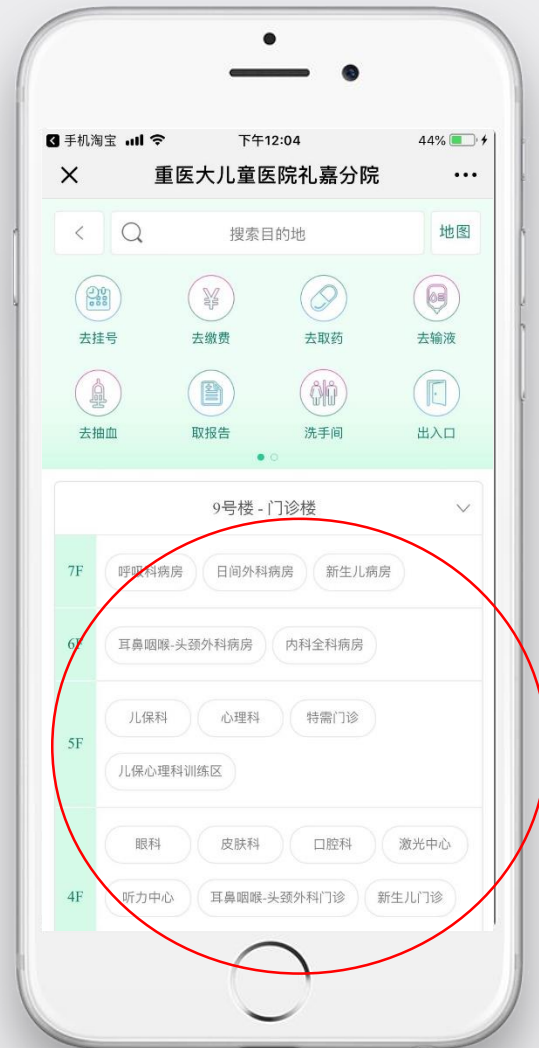 手机淘宝 下午12:04 44%
重医大儿童医院礼嘉分院
搜索目的地 地图
去挂号 去缴费 去取药 去输液
去抽血 取报告 洗手间 出入口
9号楼 - 门诊楼
7F 呼吸科病房 日间外科病房 新生儿病房
6F 耳鼻咽喉-头颈外科病房 内科全科病房
儿保科 心理科 特需门诊
5F
儿保心理科训练区
眼科 皮肤科 口腔科 激光中心
4F 听力中心 耳鼻咽喉-头颈外科门诊 新生儿门诊